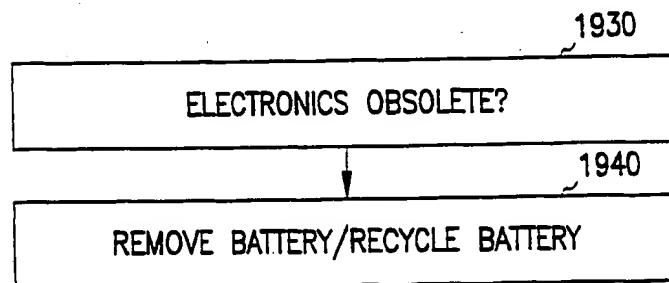 1930
ELECTRONICS OBSOLETE?
1940
REMOVE BATTERY/RECYCLE BATTERY